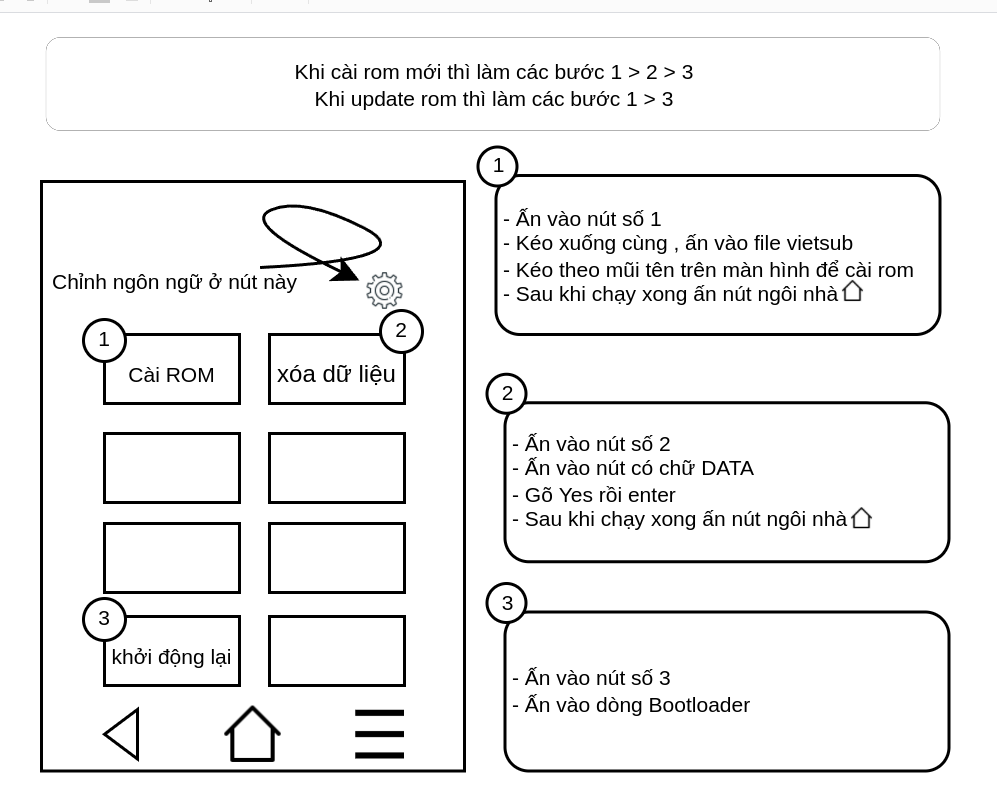 Khi cài rom mới thì làm các bước 1 > 2 > 3
Khi update rom thì làm các bước 1 > 3
Chỉnh ngôn ngữ ở nút này
1
Cài ROM
2
xóa dữ liệu
3
khởi động lại
1
- Ấn vào nút số 1
- Kéo xuống cùng , ấn vào file vietsub
- Kéo theo mũi tên trên màn hình để cài rom
- Sau khi chạy xong ấn nút ngôi nhà
2
- Ấn vào nút số 2
- Ấn vào nút có chữ DATA
- Gõ Yes rồi enter
- Sau khi chạy xong ấn nút ngôi nhà
3
- Ấn vào nút số 3
- Ấn vào dòng Bootloader